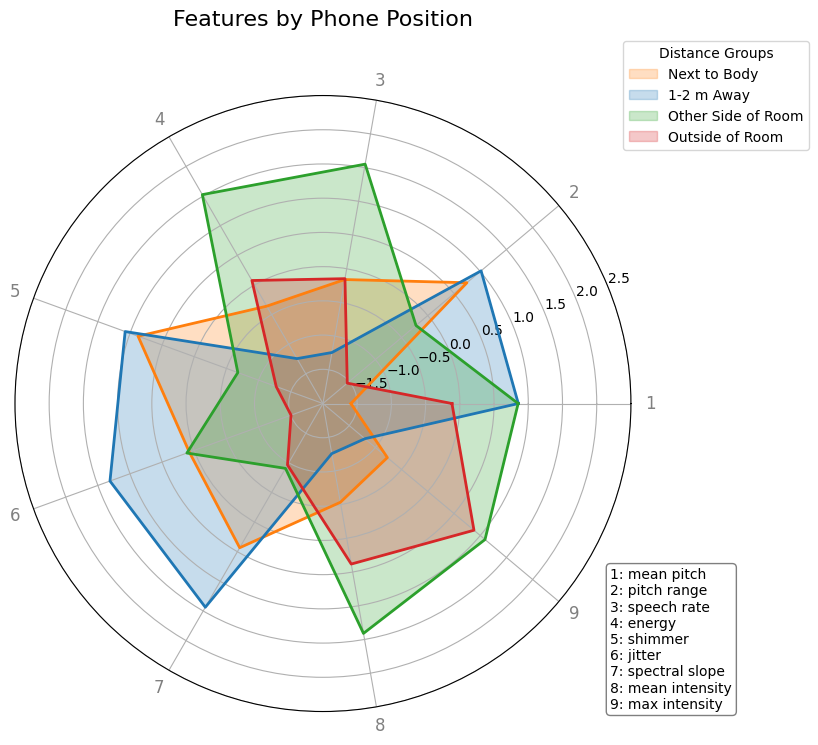 Features by Phone Position
Distance Groups
Next to Body
1-2 m Away
Other Side of Room
Outside of Room
3
4
2
5
2.5
2.0
1.5
1.0
0.5
0.0
−0.5
−1.0
−1.5
1
6
9
7
8
1: mean pitch
2: pitch range
3: speech rate
4: energy
5: shimmer
6: jitter
7: spectral slope
8: mean intensity
9: max intensity